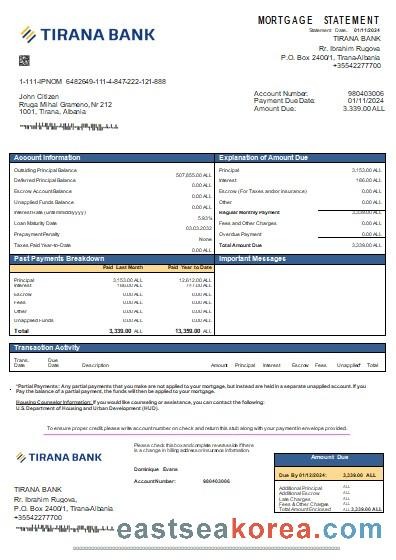 MORTGAGE STATEMENT
TIRANA BANK
Statement Date: 01/11/2024
TIRANA BANK
Rr. Ibrahim Rugova
P.O. Box 2400/1, Tirana-Albania
+35542277700
1-111-IPNOM 6482649-111-4-847-222-121-888
John Citizen
Rruga Mihal Grameno, Nr 212
1001, Tirana, Albania
Account Number: 980403006
Payment Due Date: 01/11/2024
Amount Due: 3,339.00 ALL
Account Information
Outstanding Principal Balance
507,855.00 ALL
Deferred Principal Balance
0.00 ALL
Escrow Account Balance
0.00 ALL
Unapplied Funds Balance
0.00 ALL
Interest Rate (until mm/dd/yyyy)
5.93%
Loan Maturity Date
03.03.2032
Prepayment Penalty
None
Taxes Paid Year-to-Date
0.00 ALL
Explanation of Amount Due
Principal 3,153.00 ALL
Interest 186.00 ALL
Escrow (For Taxes and/or insurance) 0.00 ALL
Other 0.00 ALL
Regular Monthly Payment 3,339.00 ALL
Fees and Other Charges 0.00 ALL
Overdue Payment 0.00 ALL
Total Amount Due 3,339.00 ALL
Past Payments Breakdown
Paid Last Month Paid Year to Date
Principal 3,153.00 ALL 12,612.00 ALL
Interest 186.00 ALL
Escrow 0.00 ALL 0.00 ALL
Fees 0.00 ALL 0.00 ALL
Other 0.00 ALL 0.00 ALL
Unapplied Funds 0.00 ALL 0.00 ALL
Total 3,339.00 ALL 13,359.00 ALL
Important Messages
Transaction Activity
Trans. Date Due Date Description Amount Principal Interest Escrow Fees Unapplied* Total
*Partial Payments: Any partial payments that you make are not applied to your mortgage, but instead are held in a separate unapplied account. If you
Pay the balance of a partial payment, the funds will then be applied to your mortgage.
Housing Counselor Information: If you would like counseling or assistance, you can contact the following:
U.S. Department of Housing and Urban Development (HUD).
To ensure proper credit please write account number on check and return this stub along with your payment in envelope provided.
TIRANA BANK
Please check this box and complete reverse side if there
is a change in billing address or insurance information.
Dominique Evans
Account Number: 980403006
Amount Due
Due By 01/12/2024: 3,339.00 ALL
Additional Principal ALL
Additional Escrow ALL
Late Charges ALL
Fees & Other Charges ALL
Total Amount Enclosed ALL 3,339.00 ALL
TIRANA BANK
Rr. Ibrahim Rugova,
P.O. Box 2400/1, Tirana-Albania
+35542277700
eastseakorea.com